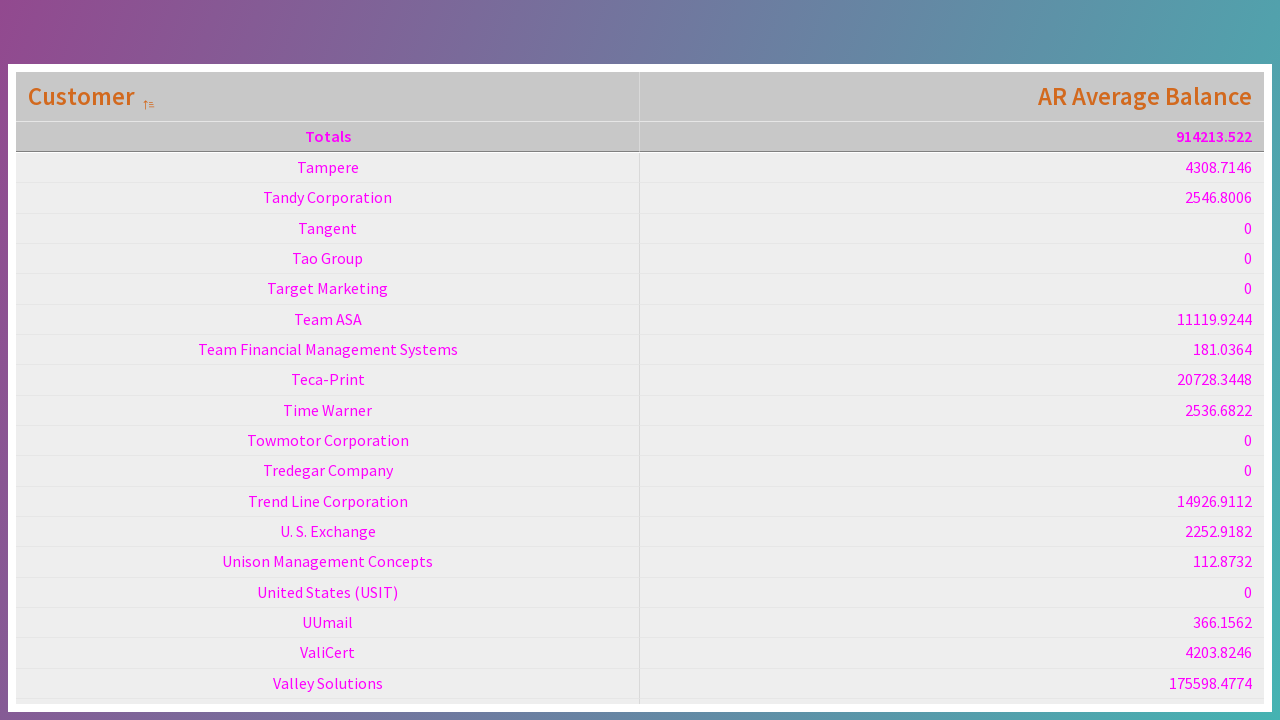 Customer AR Average Balance
Totals 914213.522
Tampere 4308.7146
Tandy Corporation 2546.8006
Tangent 0
Tao Group 0
Target Marketing 0
Team ASA 11119.9244
Team Financial Management Systems 181.0364
Teca-Print 20728.3448
Time Warner 2536.6822
Towmotor Corporation 0
Tredegar Company 0
Trend Line Corporation 14926.9112
U. S. Exchange 2252.9182
Unison Management Concepts 112.8732
United States (USIT) 0
UUmail 366.1562
ValiCert 4203.8246
Valley Solutions 175598.4774